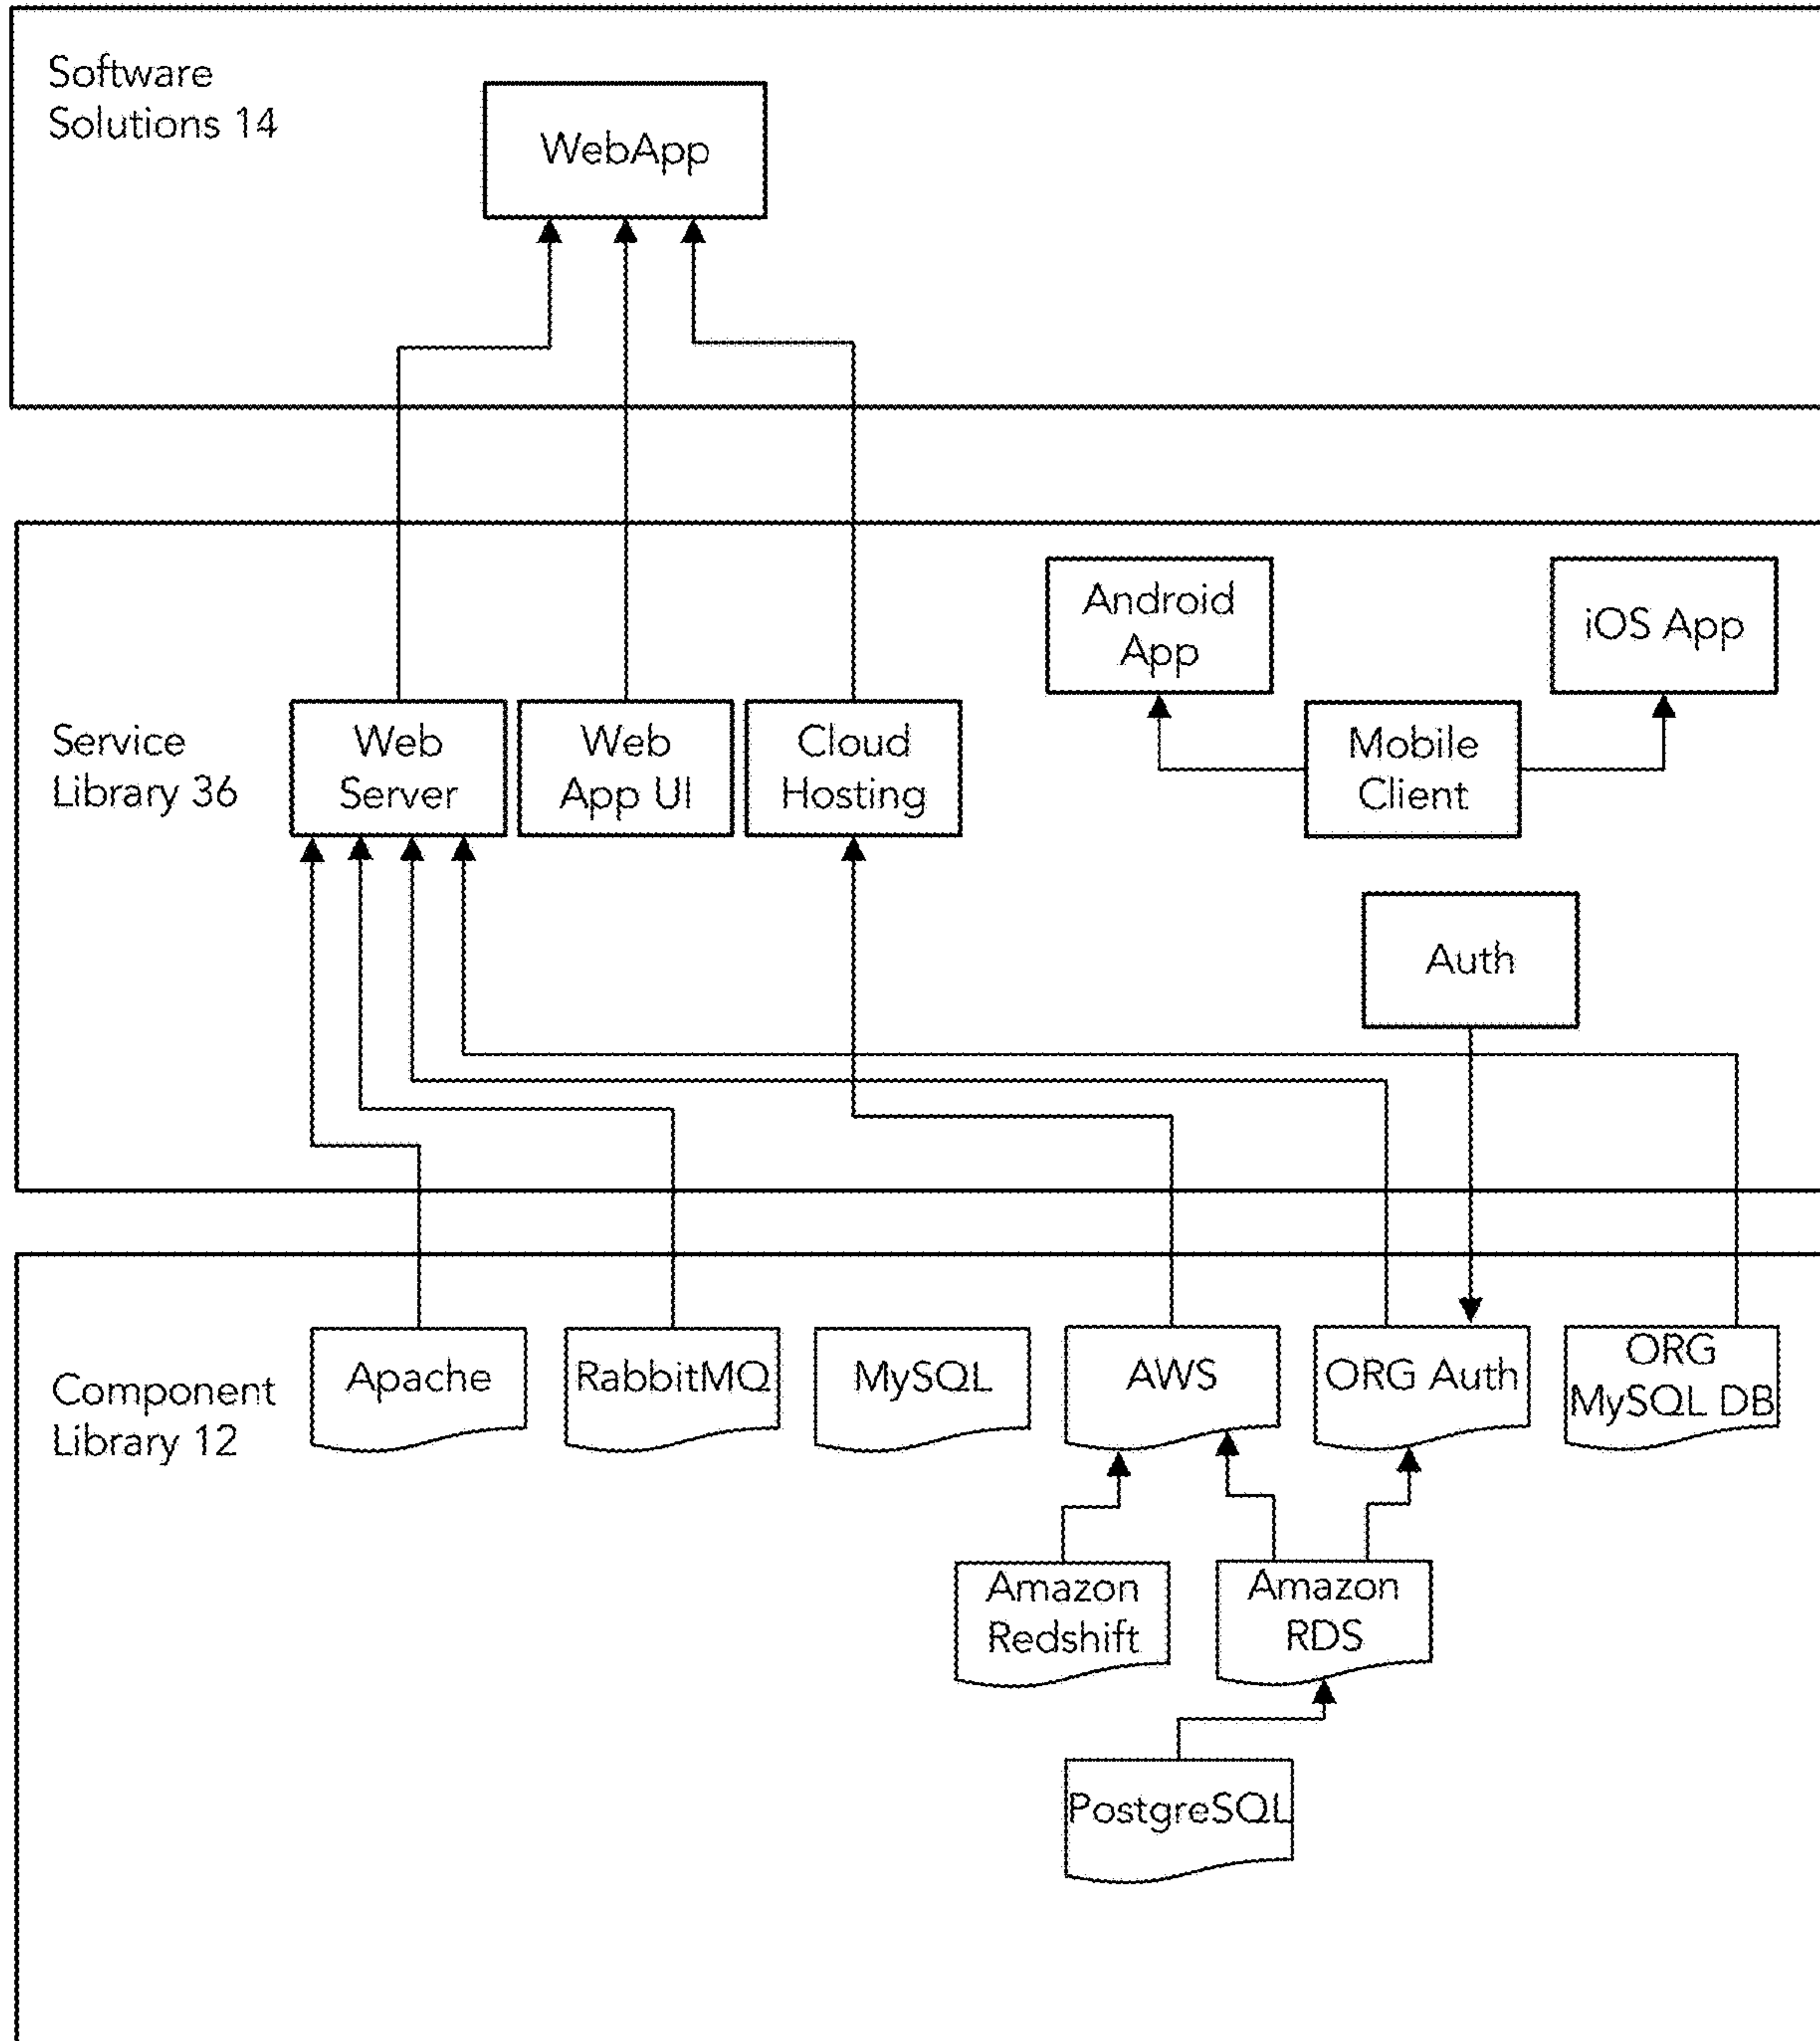 Software
Solutions 14
WebApp
Android
App
iOS App
Service
Library 36
Web
Server
Web
App UI
Cloud
Hosting
Mobile
Client
Auth
Component
Library 12
Apache
RabbitMQ
MySQL
AWS
ORG Auth
ORG
MySQL DB
Amazon
Redshift
Amazon
RDS
PostgreSQL